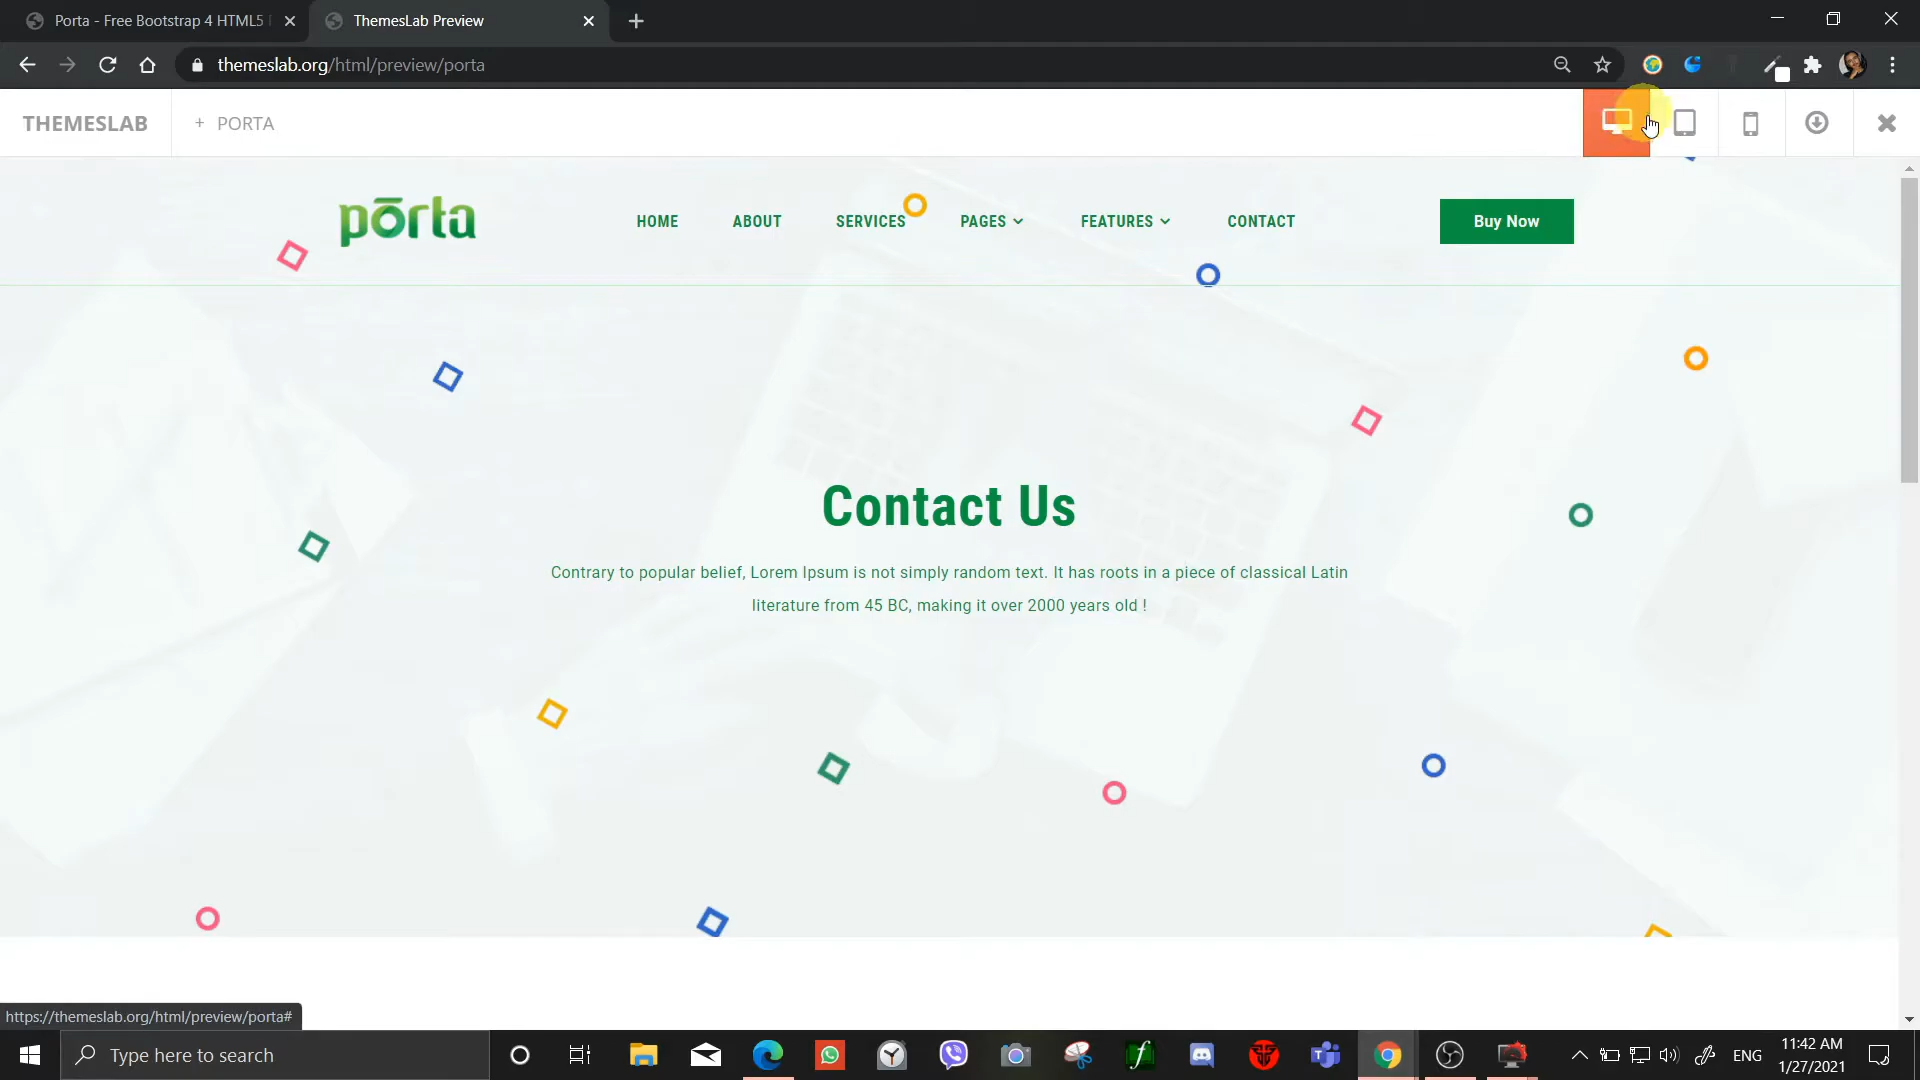 Porta - Free Bootstrap 4 HTML5
ThemesLab Preview
themeslab.org/html/preview/porta
THEMESLAB
+ PORTA
pōrta
HOME
ABOUT
SERVICES
PAGES
FEATURES
CONTACT
Buy Now
Contact Us
Contrary to popular belief, Lorem Ipsum is not simply random text. It has roots in a piece of classical Latin
literature from 45 BC, making it over 2000 years old !
https://themeslab.org/html/preview/porta#
Type here to search
ENG
11:42 AM
1/27/2021